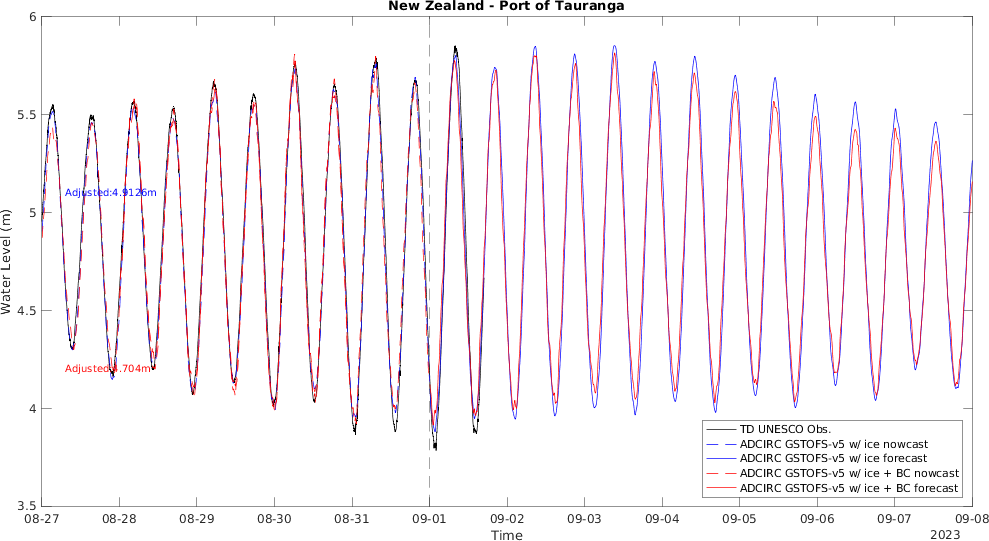 New Zealand - Port of Tauranga
6
5.5
5
4.5
4
3.5
Water Level (m)
Adjusted:4.9126m
Adjusted:4.704m
TD UNESCO Obs.
ADCIRC GSTOFS-v5 w/ ice nowcast
ADCIRC GSTOFS-v5 w/ ice forecast
ADCIRC GSTOFS-v5 w/ ice + BC nowcast
ADCIRC GSTOFS-v5 w/ ice + BC forecast
08-27 08-28 08-29 08-30 08-31 09-01 09-02 09-03 09-04 09-05 09-06 09-07 09-08
Time
2023